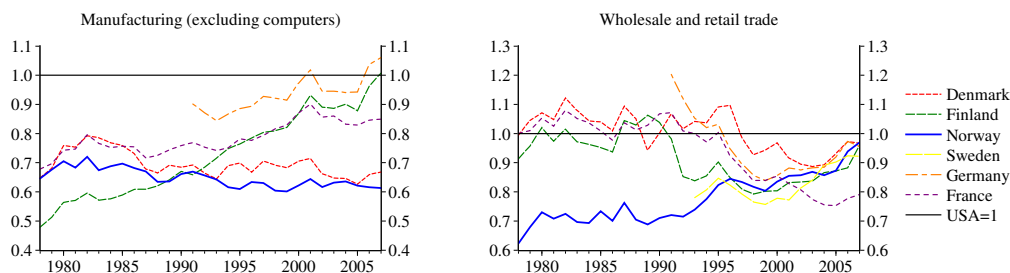 Manufacturing (excluding computers)
1.1
1.0
0.9
0.8
0.7
0.6
0.5
0.4
1.1
1.0
0.9
0.8
0.7
0.6
0.5
0.4
1980 1985 1990 1995 2000 2005
Wholesale and retail trade
1.3
1.2
1.1
1.0
0.9
0.8
0.7
0.6
1.3
1.2
1.1
1.0
0.9
0.8
0.7
0.6
1980 1985 1990 1995 2000 2005
Denmark
Finland
Norway
Sweden
Germany
France
USA=1